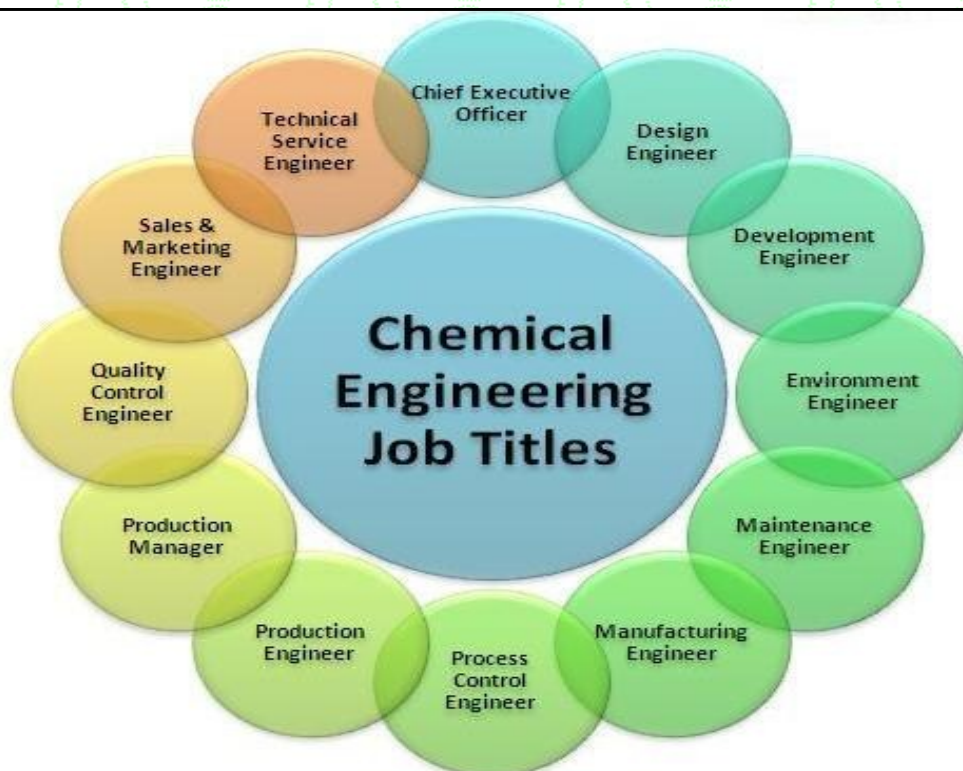 Chemical
Engineering
Job Titles
Chief Executive
Officer
Design
Engineer
Development
Engineer
Environment
Engineer
Maintenance
Engineer
Manufacturing
Engineer
Process
Control
Engineer
Production
Engineer
Production
Manager
Quality
Control
Engineer
Sales &
Marketing
Engineer
Technical
Service
Engineer